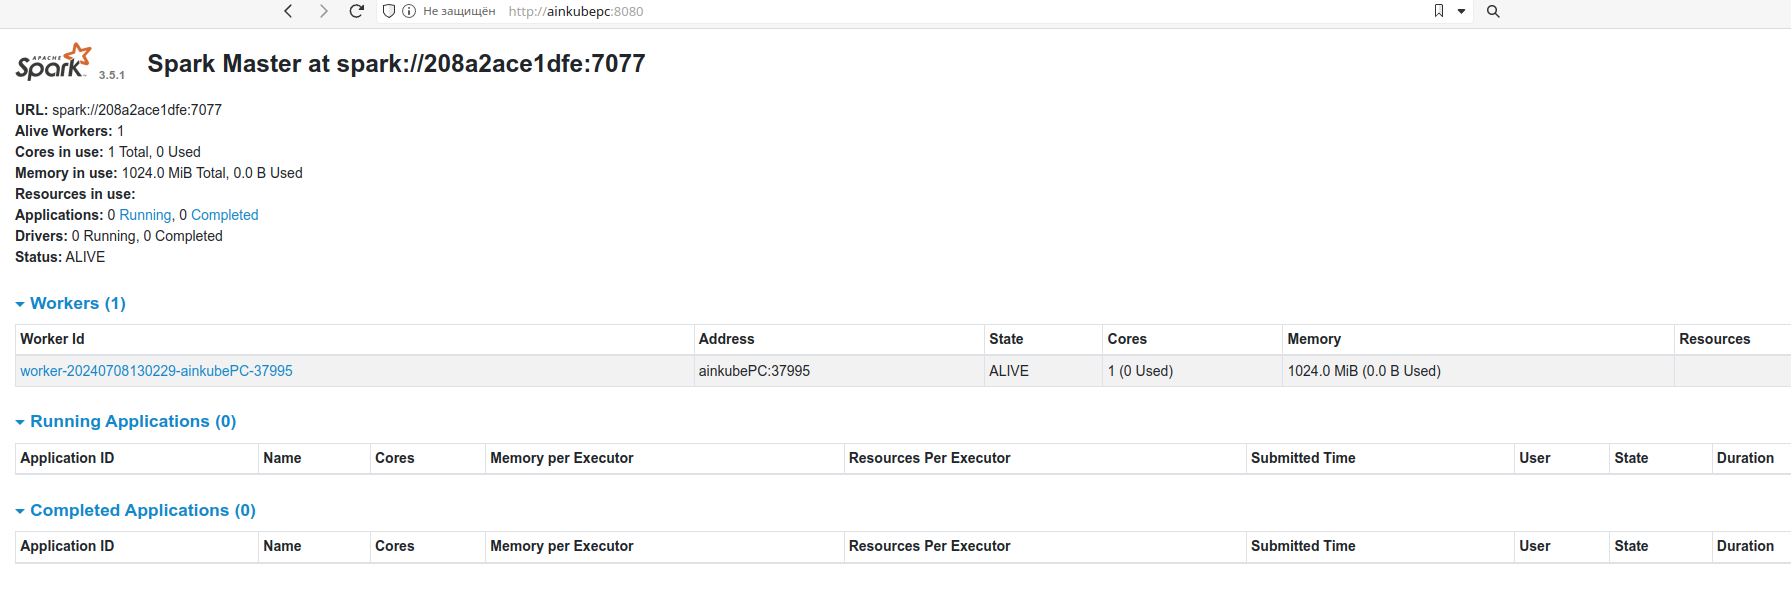 Не защищён http://ainkubepc:8080
APACHE
Spark 3.5.1 Spark Master at spark://208a2ace1dfe:7077
URL: spark://208a2ace1dfe:7077
Alive Workers: 1
Cores in use: 1 Total, 0 Used
Memory in use: 1024.0 MiB Total, 0.0 B Used
Resources in use:
Applications: 0 Running, 0 Completed
Drivers: 0 Running, 0 Completed
Status: ALIVE
Workers (1)
Worker Id Address State Cores Memory Resources
worker-20240708130229-ainkubePC-37995 ainkubePC:37995 ALIVE 1 (0 Used) 1024.0 MiB (0.0 B Used)
Running Applications (0)
Application ID Name Cores Memory per Executor Resources Per Executor Submitted Time User State Duration
Completed Applications (0)
Application ID Name Cores Memory per Executor Resources Per Executor Submitted Time User State Duration